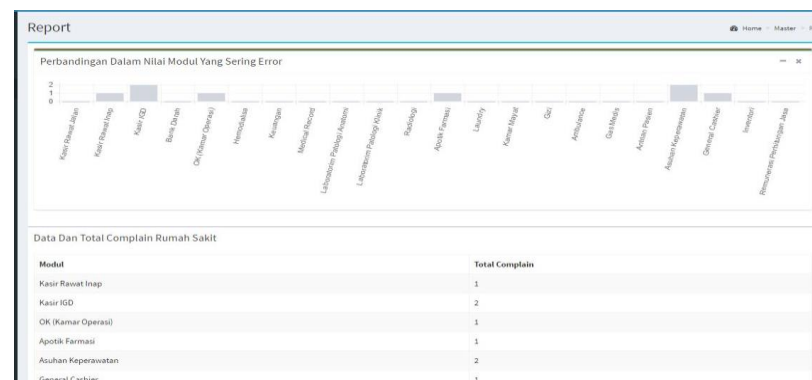 Report
Home Master
Perbandingan Dalam Nilai Modul Yang Sering Error
2
1
0
Kasir Rawat Jalan
Kasir Rawat Inap
Kasir IGD
Bank Darah
OK (Kamar Operasi)
Hemodialisa
Keuangan
Medical Record
Laboratorim Patologi Anatomi
Laboratorim Patologi Klinik
Radiologi
Apotik Farmasi
Laundry
Kamar Mayat
Gizi
Ambulance
Gas Medis
Antrian Pasien
Asuhan Keperawatan
General Cashier
Inventori
Remunerasi Perhitungan Jasa
Data Dan Total Complain Rumah Sakit
Modul Total Complain
Kasir Rawat Inap 1
Kasir IGD 2
OK (Kamar Operasi) 1
Apotik Farmasi 1
Asuhan Keperawatan 2
General Cashier 1